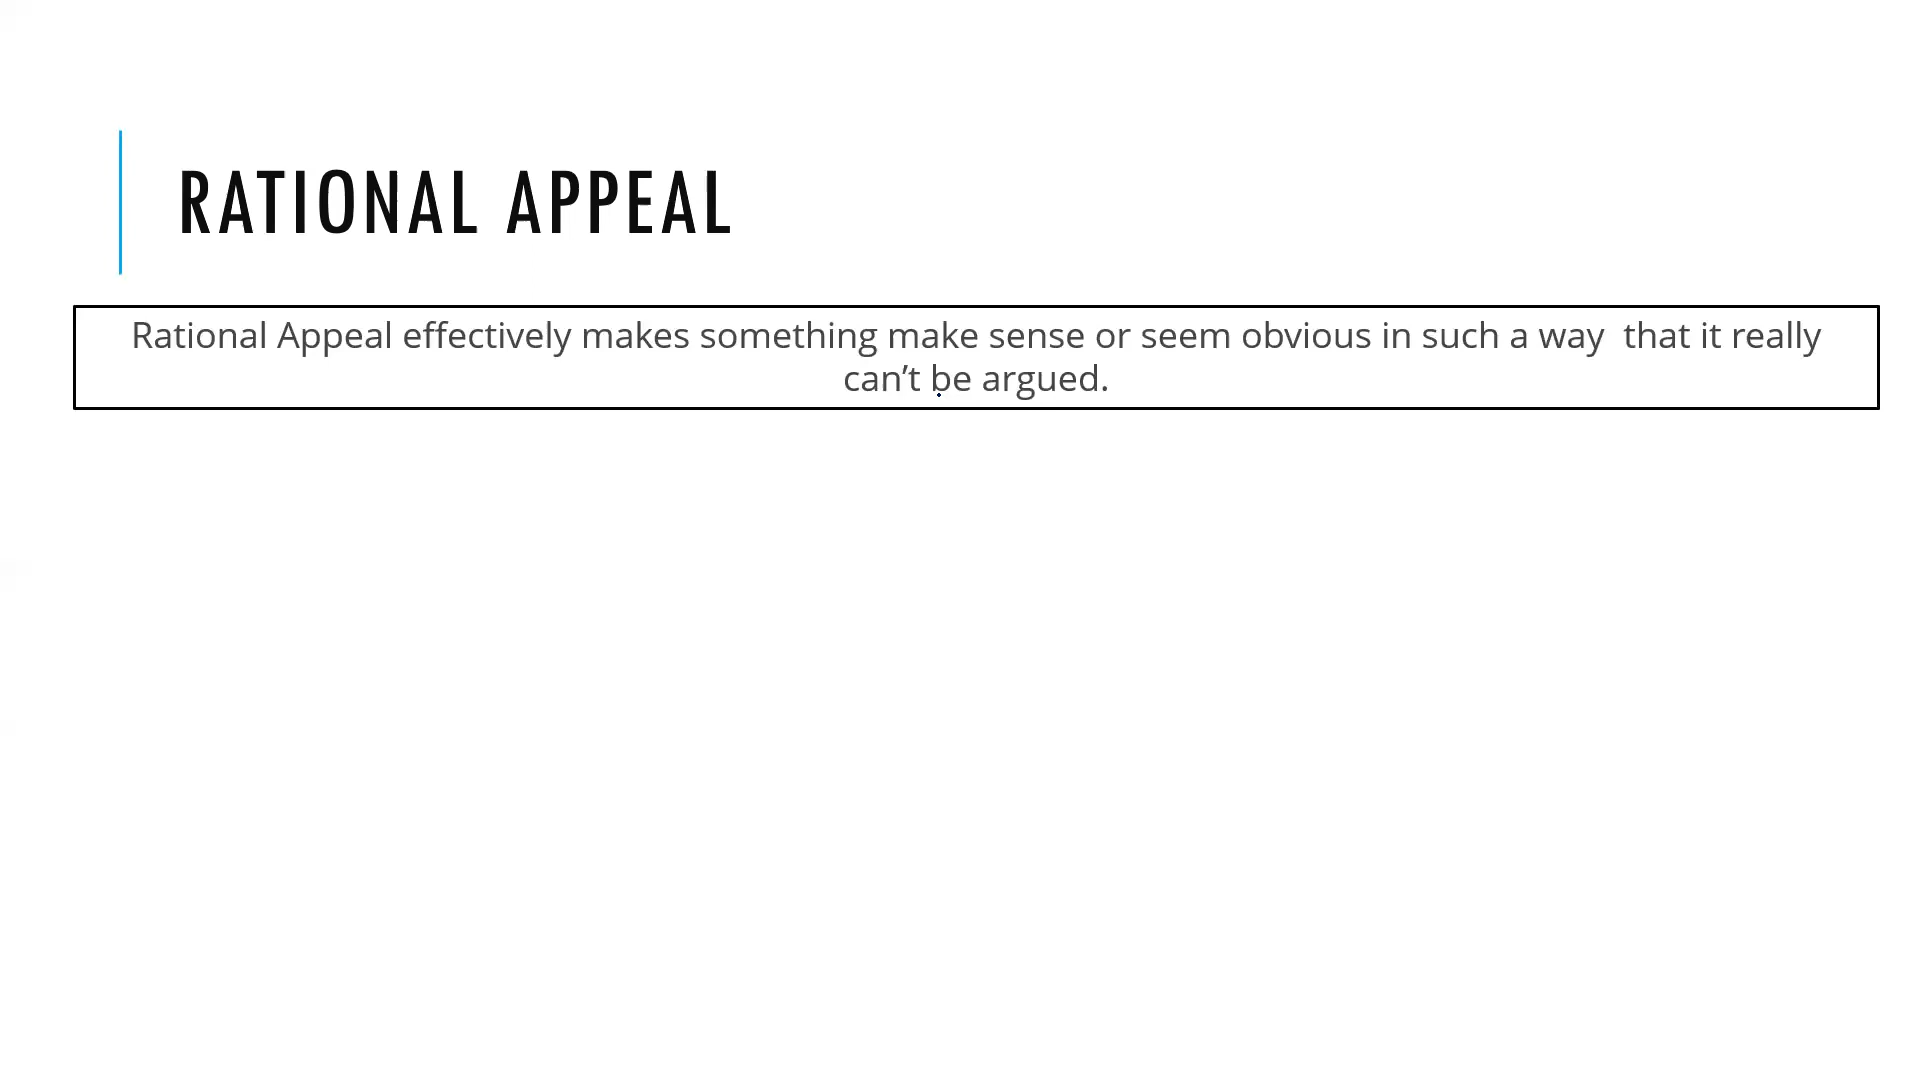 RATIONAL APPEAL
Rational Appeal effectively makes something make sense or seem obvious in such a way  that it really
can’t be argued.